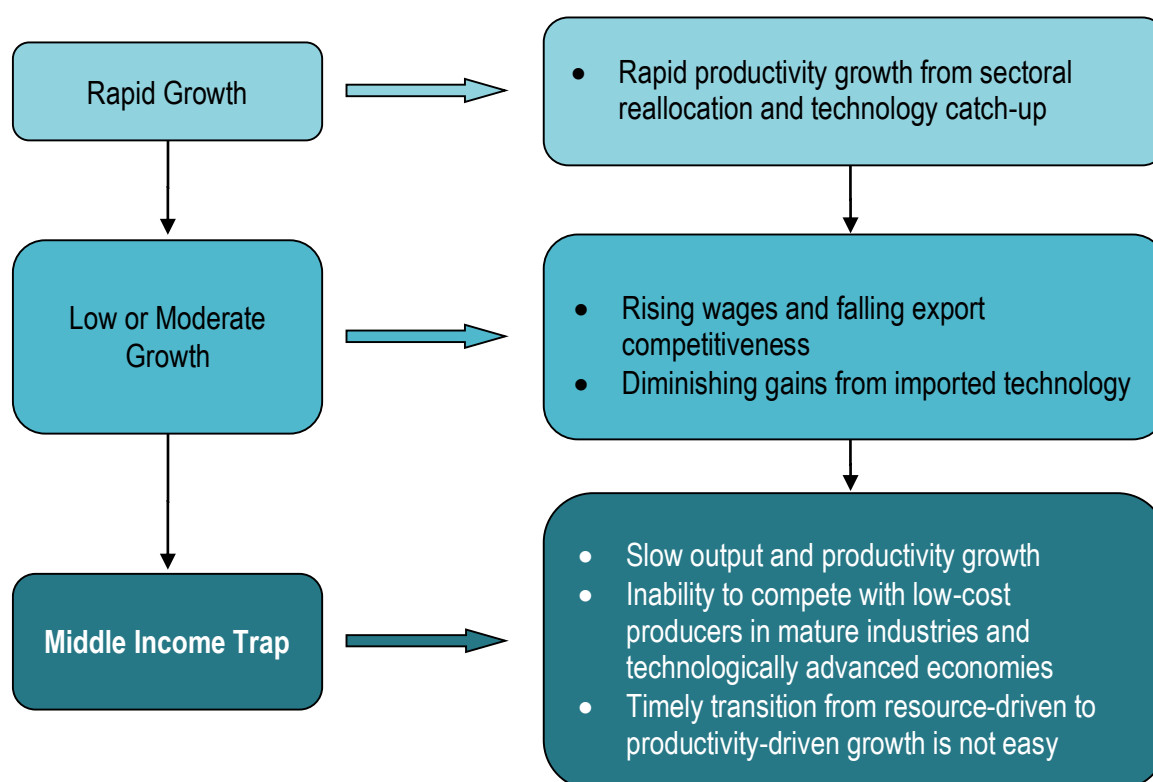 Rapid Growth
• Rapid productivity growth from sectoral
reallocation and technology catch-up
Low or Moderate
Growth
• Rising wages and falling export
competitiveness
• Diminishing gains from imported technology
Middle Income Trap
• Slow output and productivity growth
• Inability to compete with low-cost
producers in mature industries and
technologically advanced economies
• Timely transition from resource-driven to
productivity-driven growth is not easy